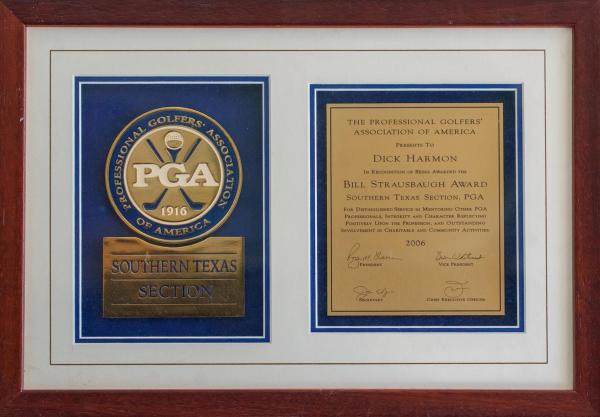 PROFESSIONAL GOLFERS' ASSOCIATION
OF AMERICA
PGA
1916
SOUTHERN TEXAS
SECTION
THE PROFESSIONAL GOLFERS'
ASSOCIATION OF AMERICA
PRESENTS TO
DICK HARMON
IN RECOGNITION OF BEING AWARDED THE
BILL STRAUSBAUGH AWARD
SOUTHERN TEXAS SECTION, PGA
FOR DISTINGUISHED SERVICE IN MENTORING OTHER PGA
PROFESSIONALS, INTEGRITY AND CHARACTER REFLECTING
POSITIVELY UPON THE PROFESSION, AND OUTSTANDING
INVOLVEMENT IN CHARITABLE AND COMMUNITY ACTIVITIES.
2006
PRESIDENT
VICE PRESIDENT
SECRETARY
CHIEF EXECUTIVE OFFICER